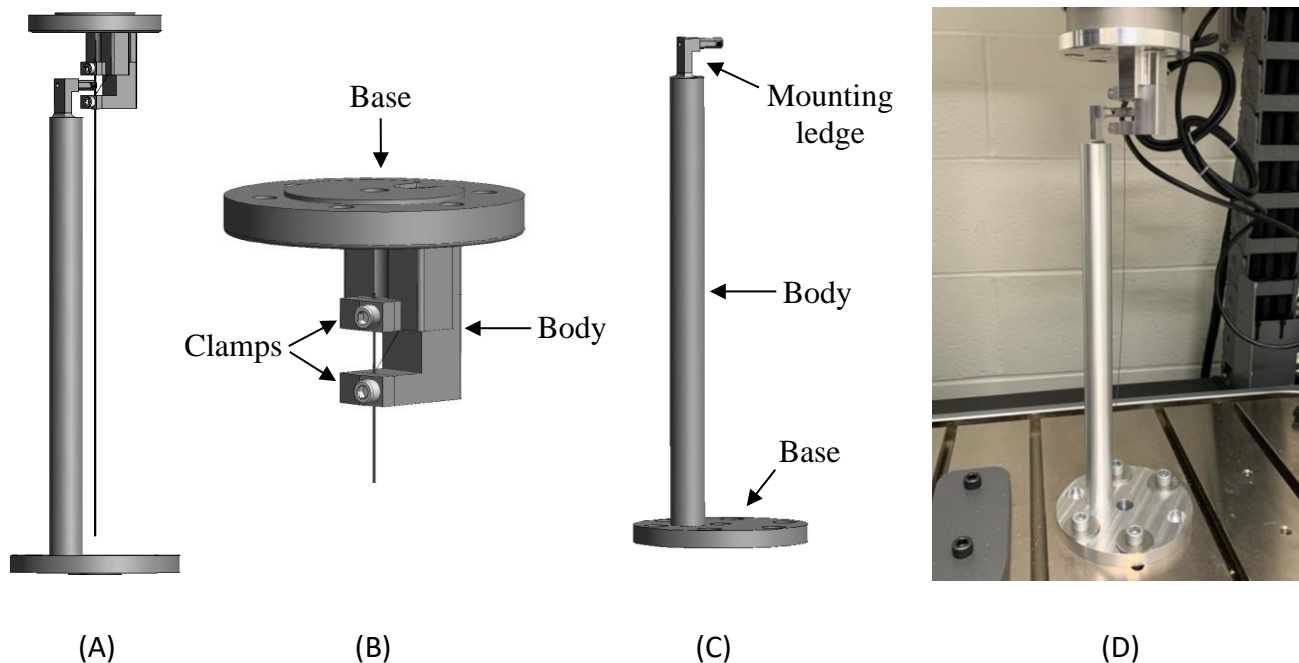 Base
Mounting
ledge
Clamps
Body
Body
Base
(A)
(B)
(C)
(D)